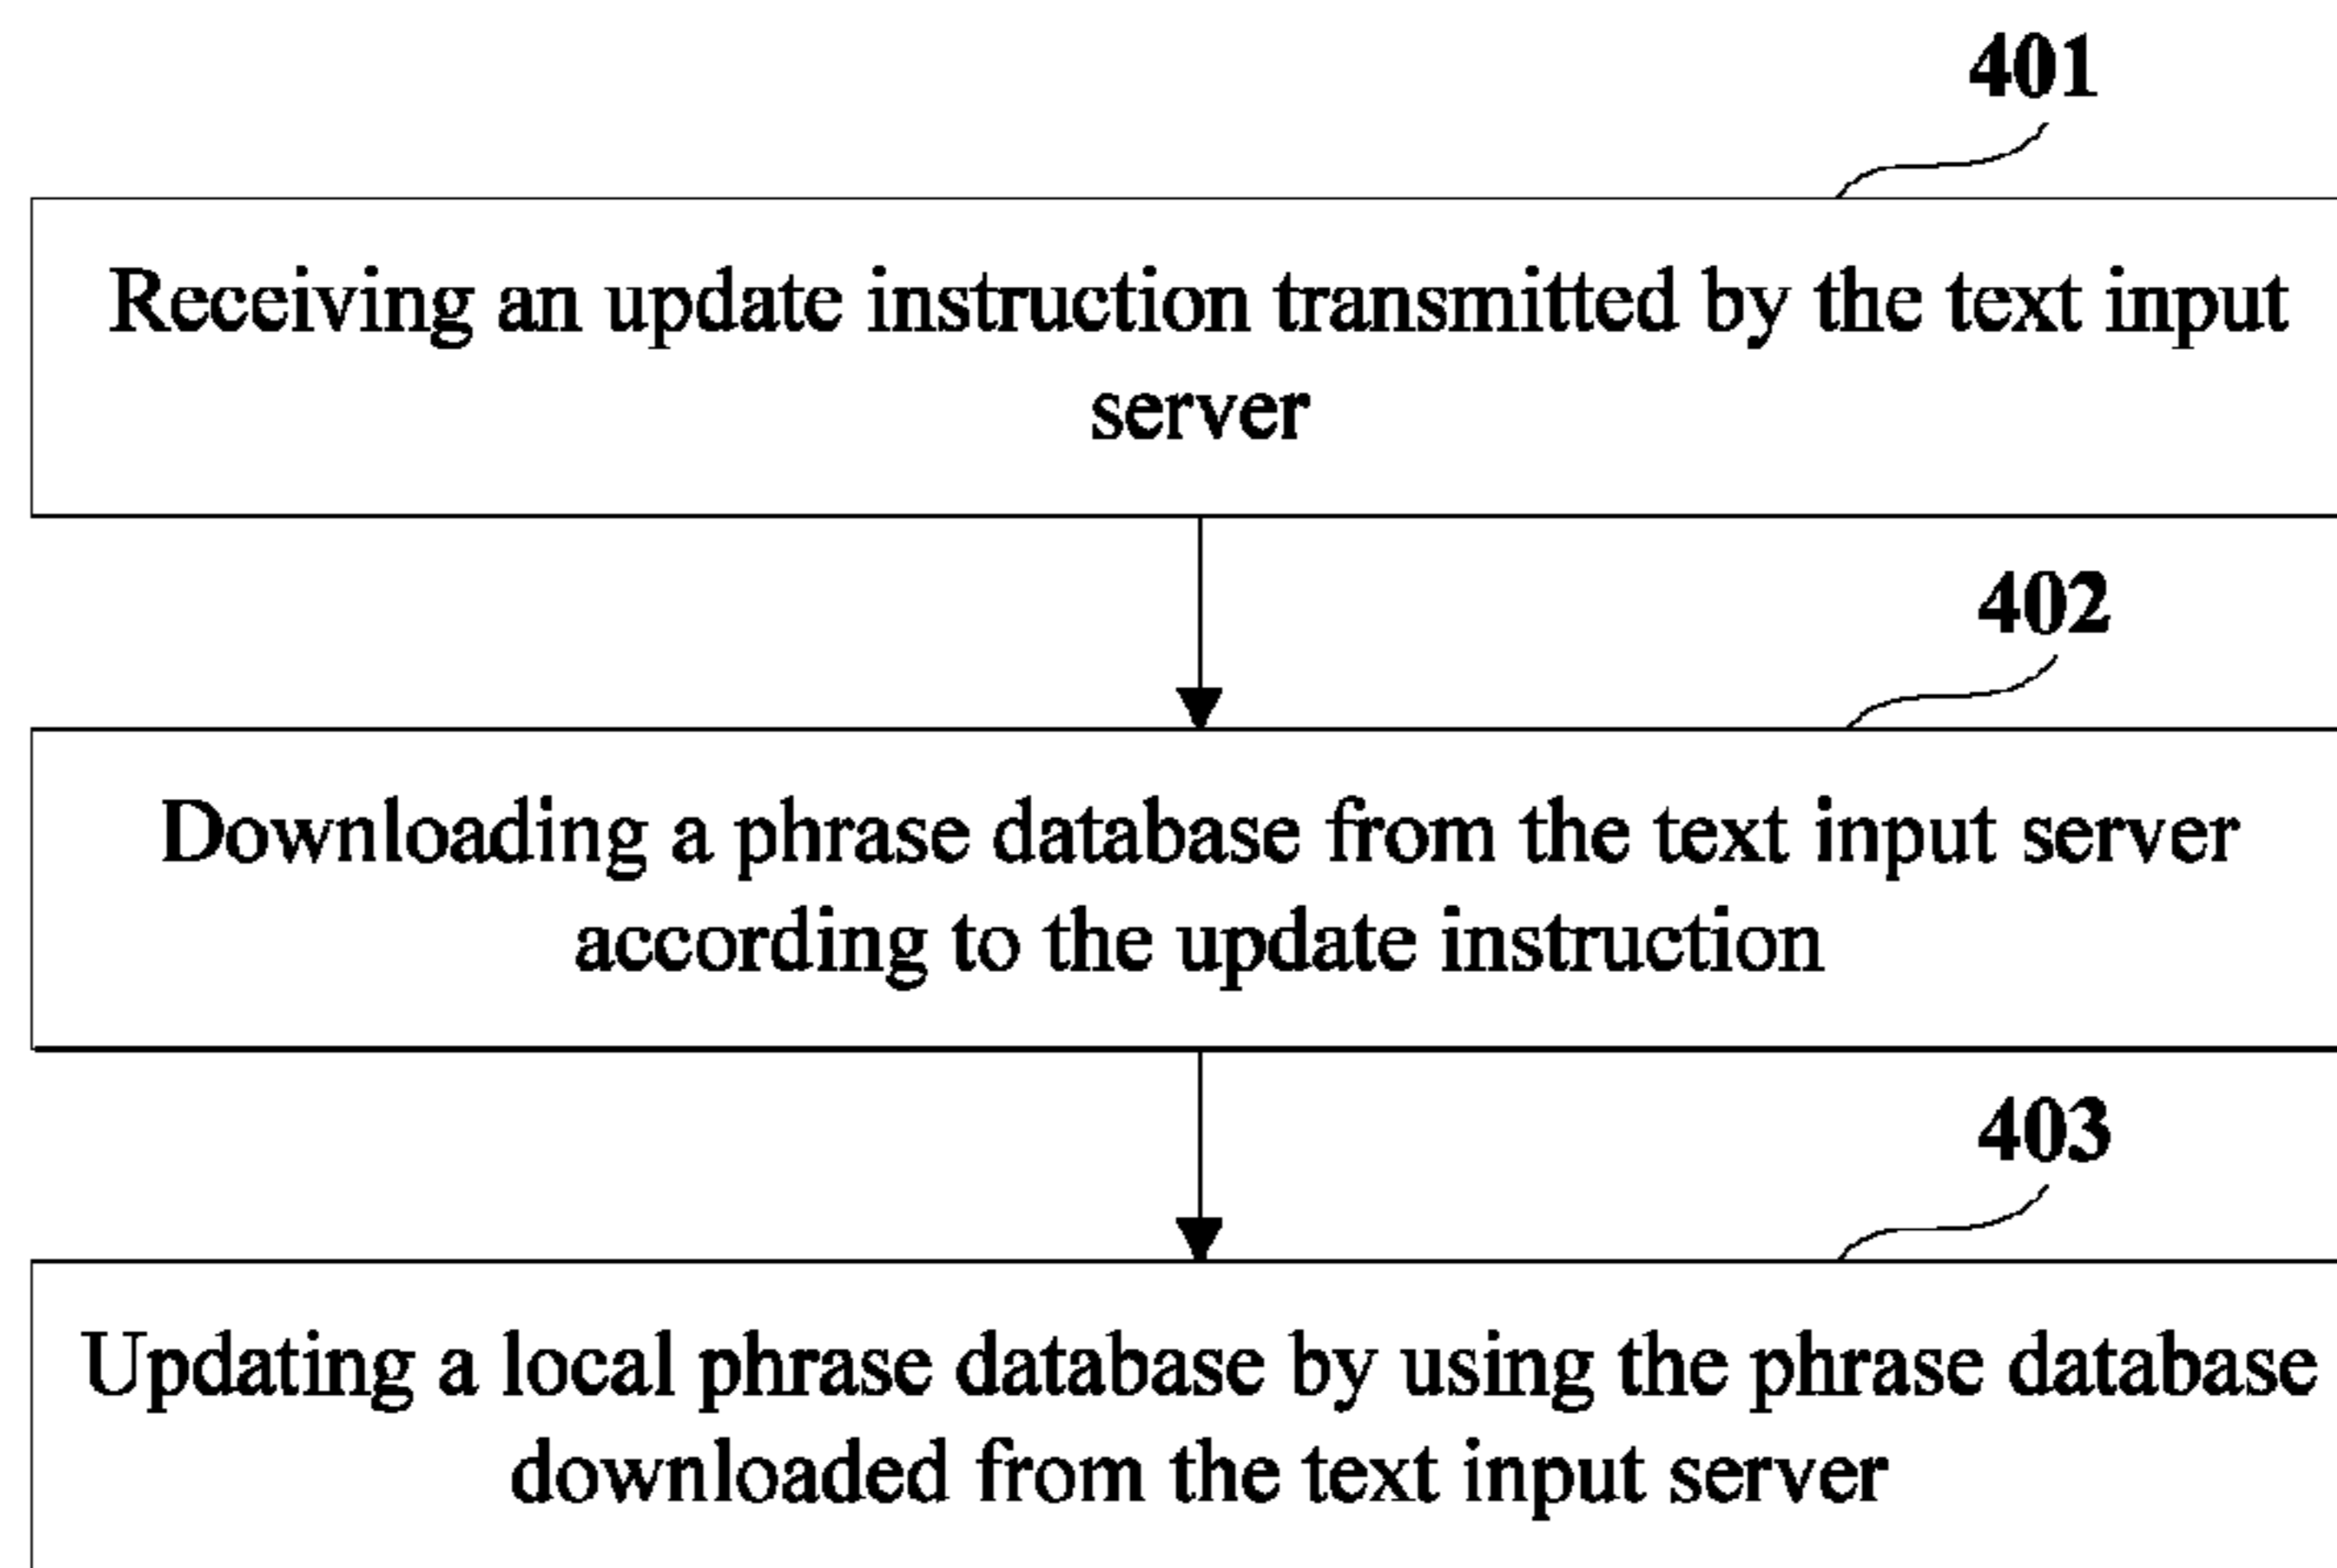 401
Receiving an update instruction transmitted by the text input
server
402
Downloading a phrase database from the text input server
according to the update instruction
403
Updating a local phrase database by using the phrase database
downloaded from the text input server